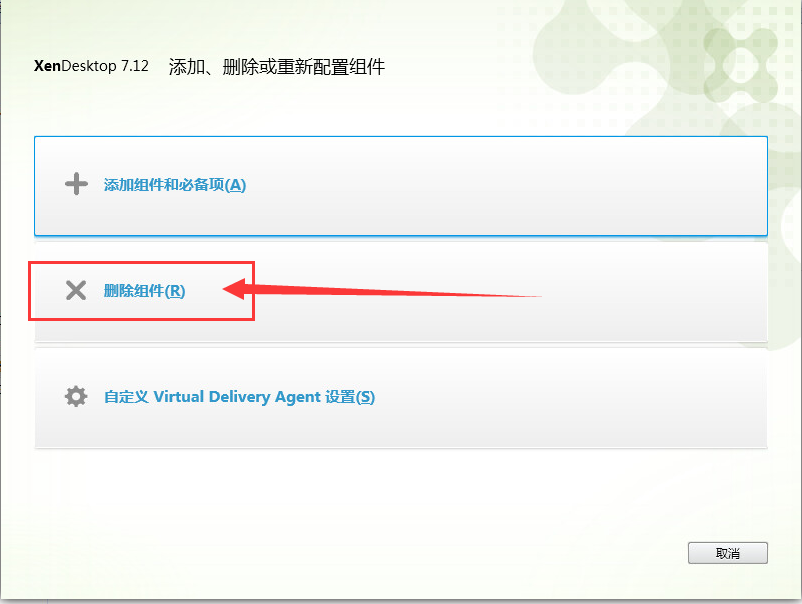 XenDesktop 7.12 添加、删除或重新配置组件
添加组件和必备项(A)
删除组件(R)
自定义 Virtual Delivery Agent 设置(S)
取消